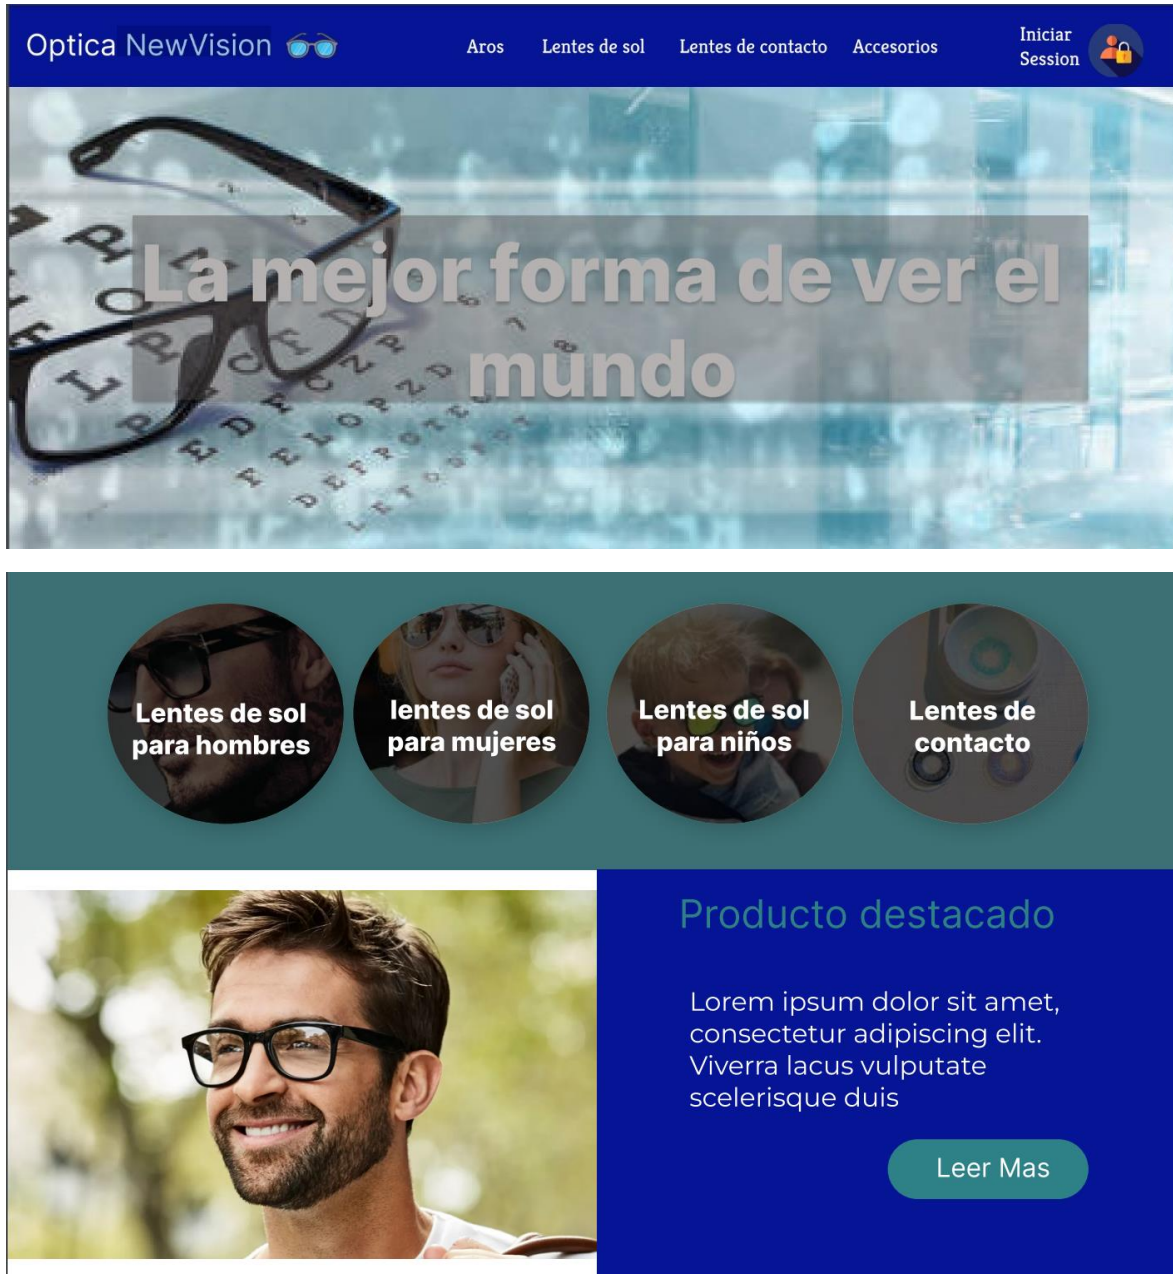 Optica NewVision
Aros
Lentes de sol
Lentes de contacto
Accesorios
Iniciar
Session
La mejor forma de ver el
mundo
L P
F E L O P Z D
D E F P O T E C
Lentes de sol
para hombres
lentes de sol
para mujeres
Lentes de sol
para niños
Lentes de
contacto
Producto destacado
Lorem ipsum dolor sit amet,
consectetur adipiscing elit.
Viverra lacus vulputate
scelerisque duis
Leer Mas